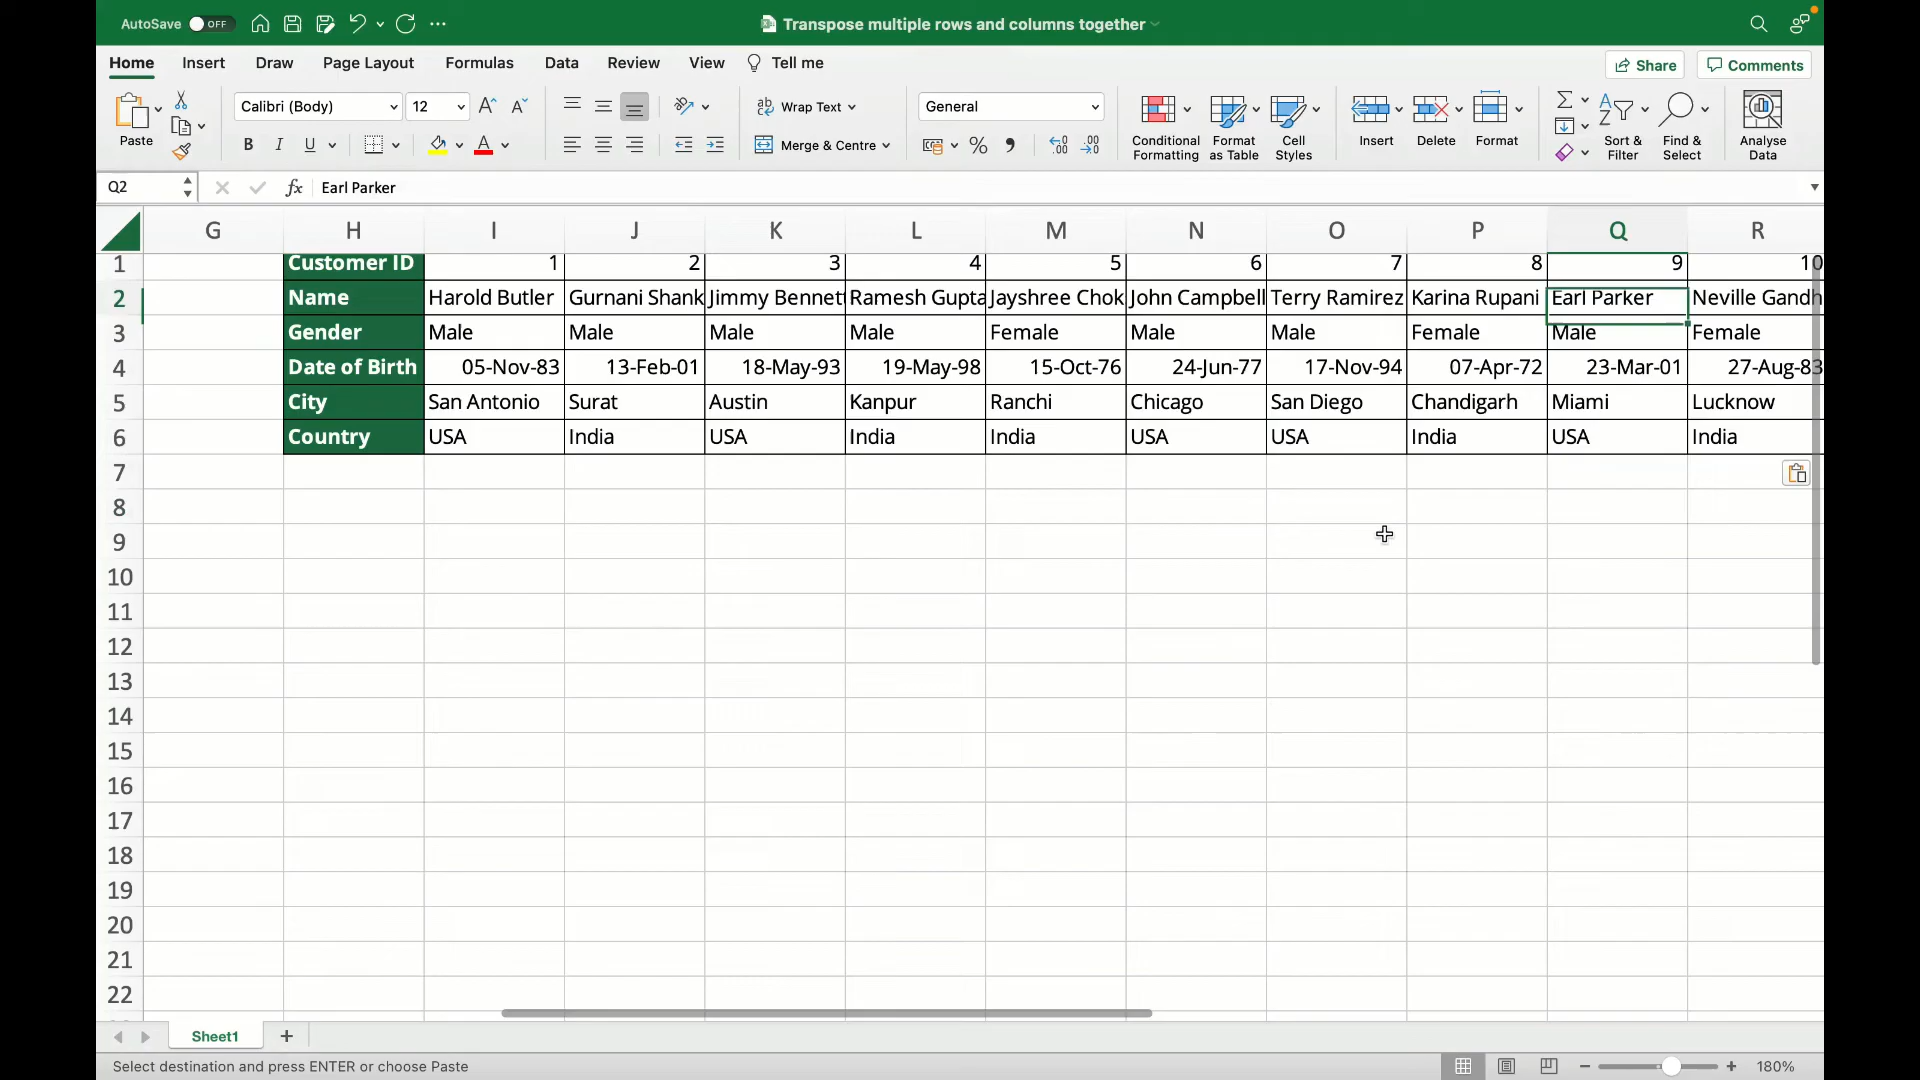 AutoSave OFF Transpose multiple rows and columns together
Home Insert Draw Page Layout Formulas Data Review View Tell me Share Comments
Paste Calibri (Body) 12 Wrap Text General Conditional Formatting Format as Table Cell Styles Insert Delete Format Sort & Filter Find & Select Analyse Data
B I U Merge & Centre
Q2 fx Earl Parker
G H I J K L M N O P Q R
1 Customer ID 1 2 3 4 5 6 7 8 9 10
2 Name Harold Butler Gurnani Shank Jimmy Bennet Ramesh Gupta Jayshree Chok John Campbell Terry Ramirez Karina Rupani Earl Parker Neville Gandh
3 Gender Male Male Male Male Female Male Male Female Male Female
4 Date of Birth 05-Nov-83 13-Feb-01 18-May-93 19-May-98 15-Oct-76 24-Jun-77 17-Nov-94 07-Apr-72 23-Mar-01 27-Aug-83
5 City San Antonio Surat Austin Kanpur Ranchi Chicago San Diego Chandigarh Miami Lucknow
6 Country USA India USA India India USA USA India USA India
7
8
9
10
11
12
13
14
15
16
17
18
19
20
21
22
Sheet1
Select destination and press ENTER or choose Paste 180%